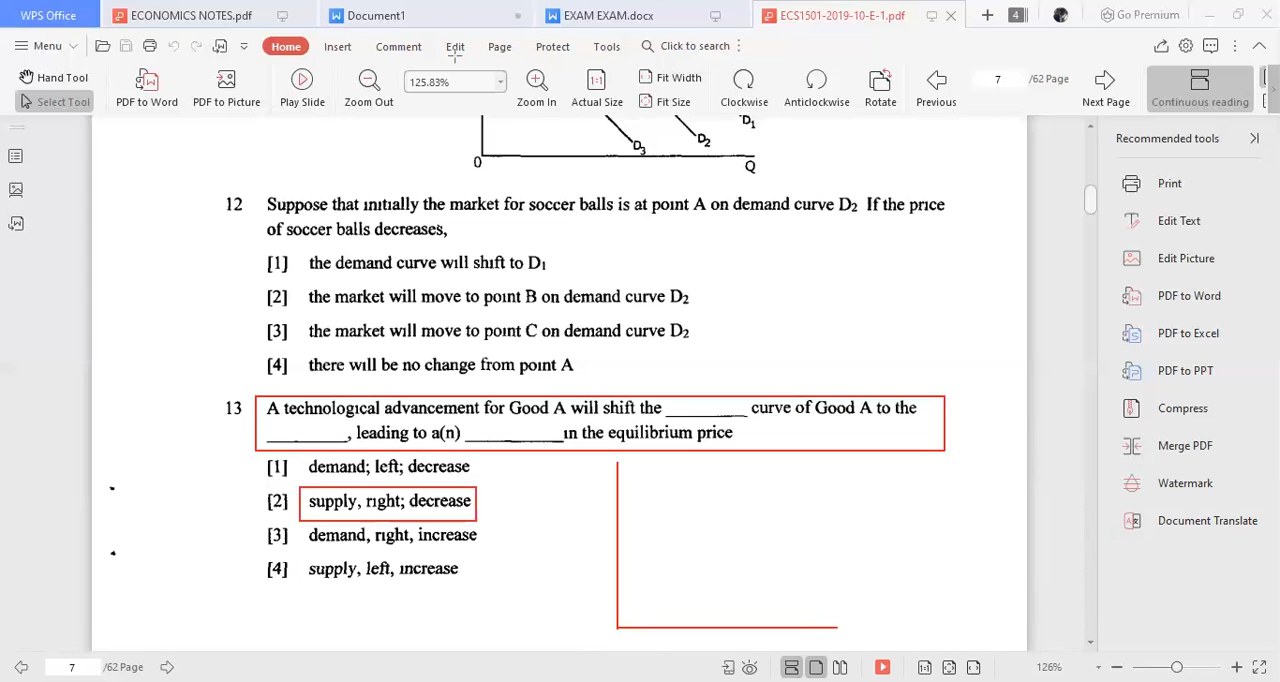 WPS Office
ECONOMICS NOTES.pdf
Document1
EXAM EXAM.docx
ECS1501-2019-10-E-1.pdf
4
Go Premium
Menu
Home
Insert
Comment
Edit
Page
Protect
Tools
Click to search
Hand Tool
Select Tool
PDF to Word
PDF to Picture
Play Slide
Zoom Out
125.83%
Zoom In
1:1
Actual Size
Fit Width
Fit Size
Clockwise
Anticlockwise
Rotate
Previous
7
/62 Page
Next Page
Continuous reading
D1
D2
D3
0
Q
12 Suppose that initially the market for soccer balls is at point A on demand curve D2 If the price
of soccer balls decreases,
[1] the demand curve will shift to D1
[2] the market will move to point B on demand curve D2
[3] the market will move to point C on demand curve D2
[4] there will be no change from point A
13 A technological advancement for Good A will shift the ________ curve of Good A to the
________, leading to a(n) __________in the equilibrium price
[1] demand; left; decrease
[2] supply, right; decrease
[3] demand, right, increase
[4] supply, left, increase
Recommended tools
Print
Edit Text
Edit Picture
PDF to Word
PDF to Excel
PDF to PPT
Compress
Merge PDF
Watermark
Document Translate
7
/62 Page
126%